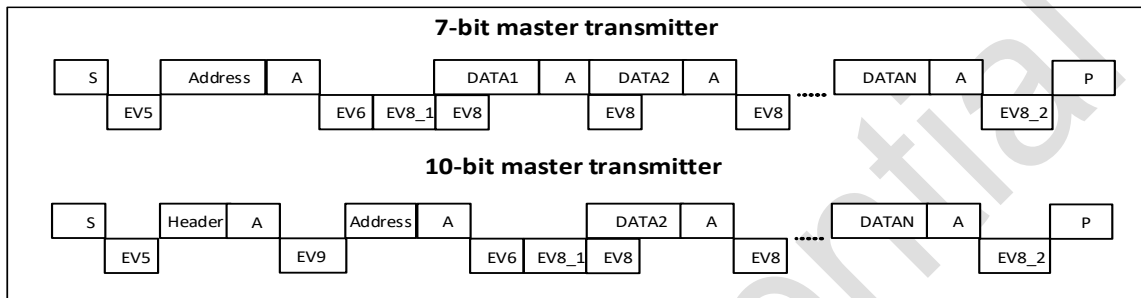 7-bit master transmitter
S Address A DATA1 A DATA2 A ...... DATAN A P
EV5 EV6 EV8_1 EV8 EV8 EV8 EV8_2
10-bit master transmitter
S Header A Address A DATA2 A ...... DATAN A P
EV5 EV9 EV6 EV8_1 EV8 EV8 EV8_2